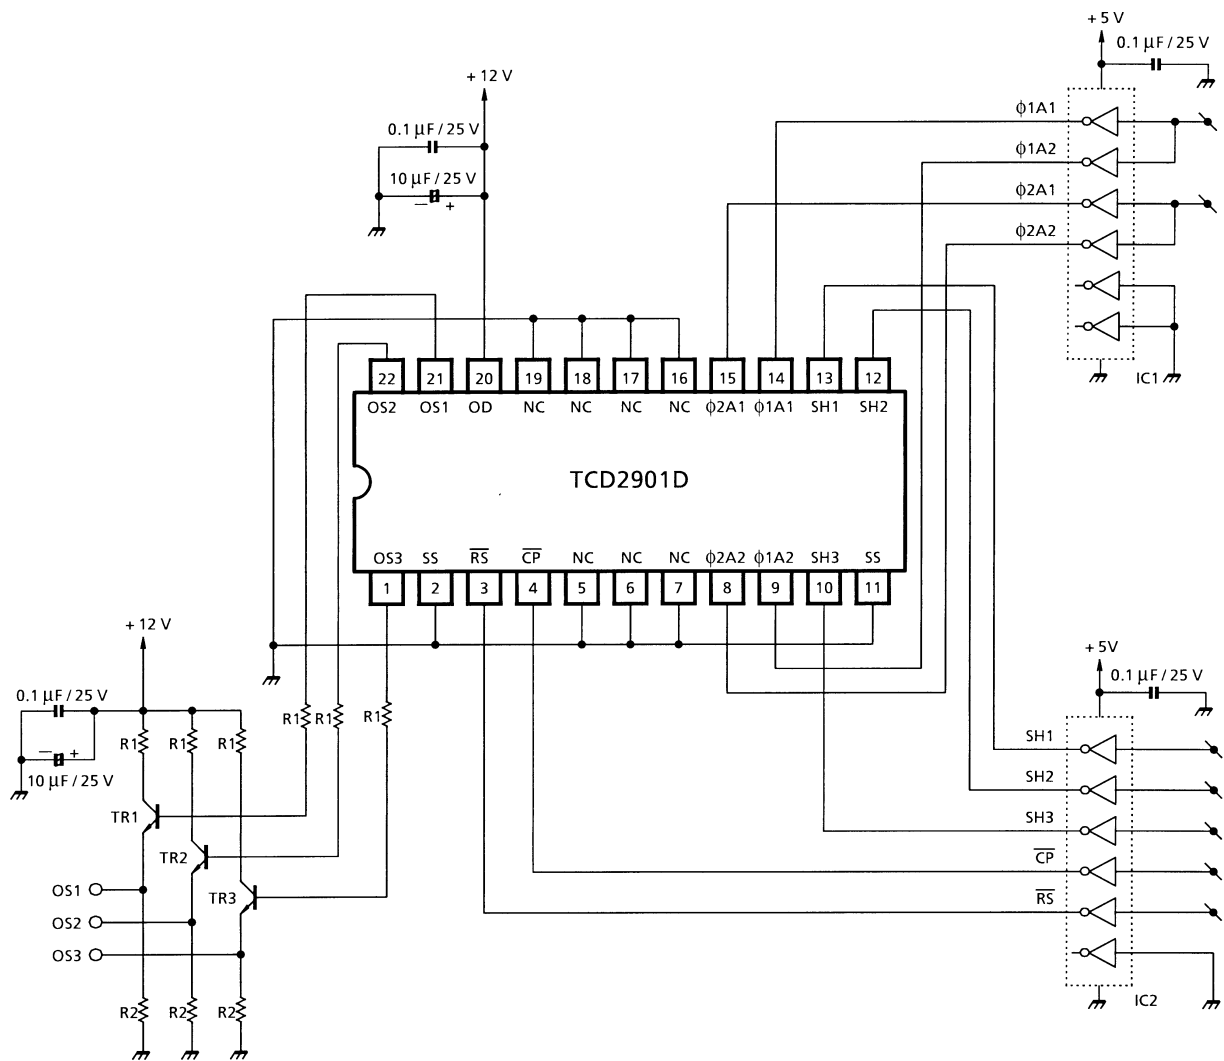 + 5 V
0.1 μF / 25 V
+ 12 V
0.1 μF / 25 V
10 μF / 25 V
— +
ϕ1A1
ϕ1A2
ϕ2A1
ϕ2A2
IC1
22 21 20 19 18 17 16 15 14 13 12
OS2 OS1 OD NC NC NC NC ϕ2A1 ϕ1A1 SH1 SH2
TCD2901D
OS3 SS R̅S̅ C̅P̅ NC NC NC ϕ2A2 ϕ1A2 SH3 SS
1 2 3 4 5 6 7 8 9 10 11
+ 12 V
0.1 μF / 25 V
— +
10 μF / 25 V
R1 R1 R1
R1 R1 R1
TR1
TR2
TR3
OS1
OS2
OS3
R2 R2 R2
+ 5V
0.1 μF / 25 V
SH1
SH2
SH3
C̅P̅
R̅S̅
IC2